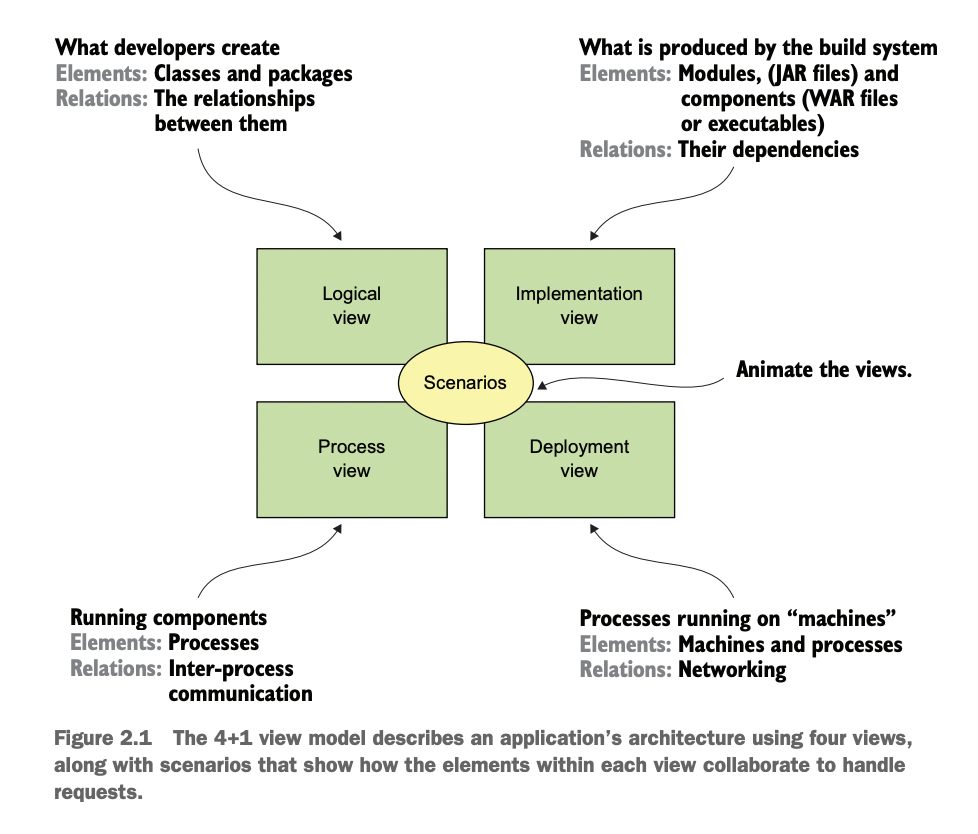 What developers create
Elements: Classes and packages
Relations: The relationships
between them
What is produced by the build system
Elements: Modules, (JAR files) and
components (WAR files
or executables)
Relations: Their dependencies
Logical
view
Implementation
view
Scenarios
Animate the views.
Process
view
Deployment
view
Running components
Elements: Processes
Relations: Inter-process
communication
Processes running on “machines”
Elements: Machines and processes
Relations: Networking
Figure 2.1 The 4+1 view model describes an application’s architecture using four views,
along with scenarios that show how the elements within each view collaborate to handle
requests.